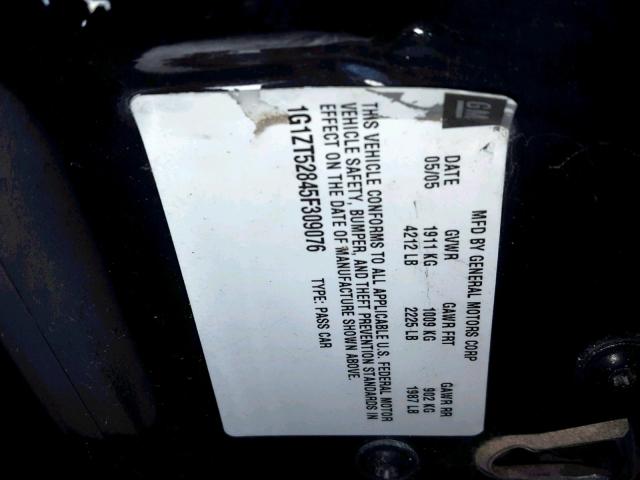 GM
MFD BY GENERAL MOTORS CORP
DATE GVWR GAWR FRT GAWR RR
05/05 1911 KG 1009 KG 902 KG
4212 LB 2225 LB 1987 LB
THIS VEHICLE CONFORMS TO ALL APPLICABLE U.S. FEDERAL MOTOR
VEHICLE SAFETY, BUMPER, AND THEFT PREVENTION STANDARDS IN
EFFECT ON THE DATE OF MANUFACTURE SHOWN ABOVE.
1G1ZT52845F309076 TYPE: PASS CAR